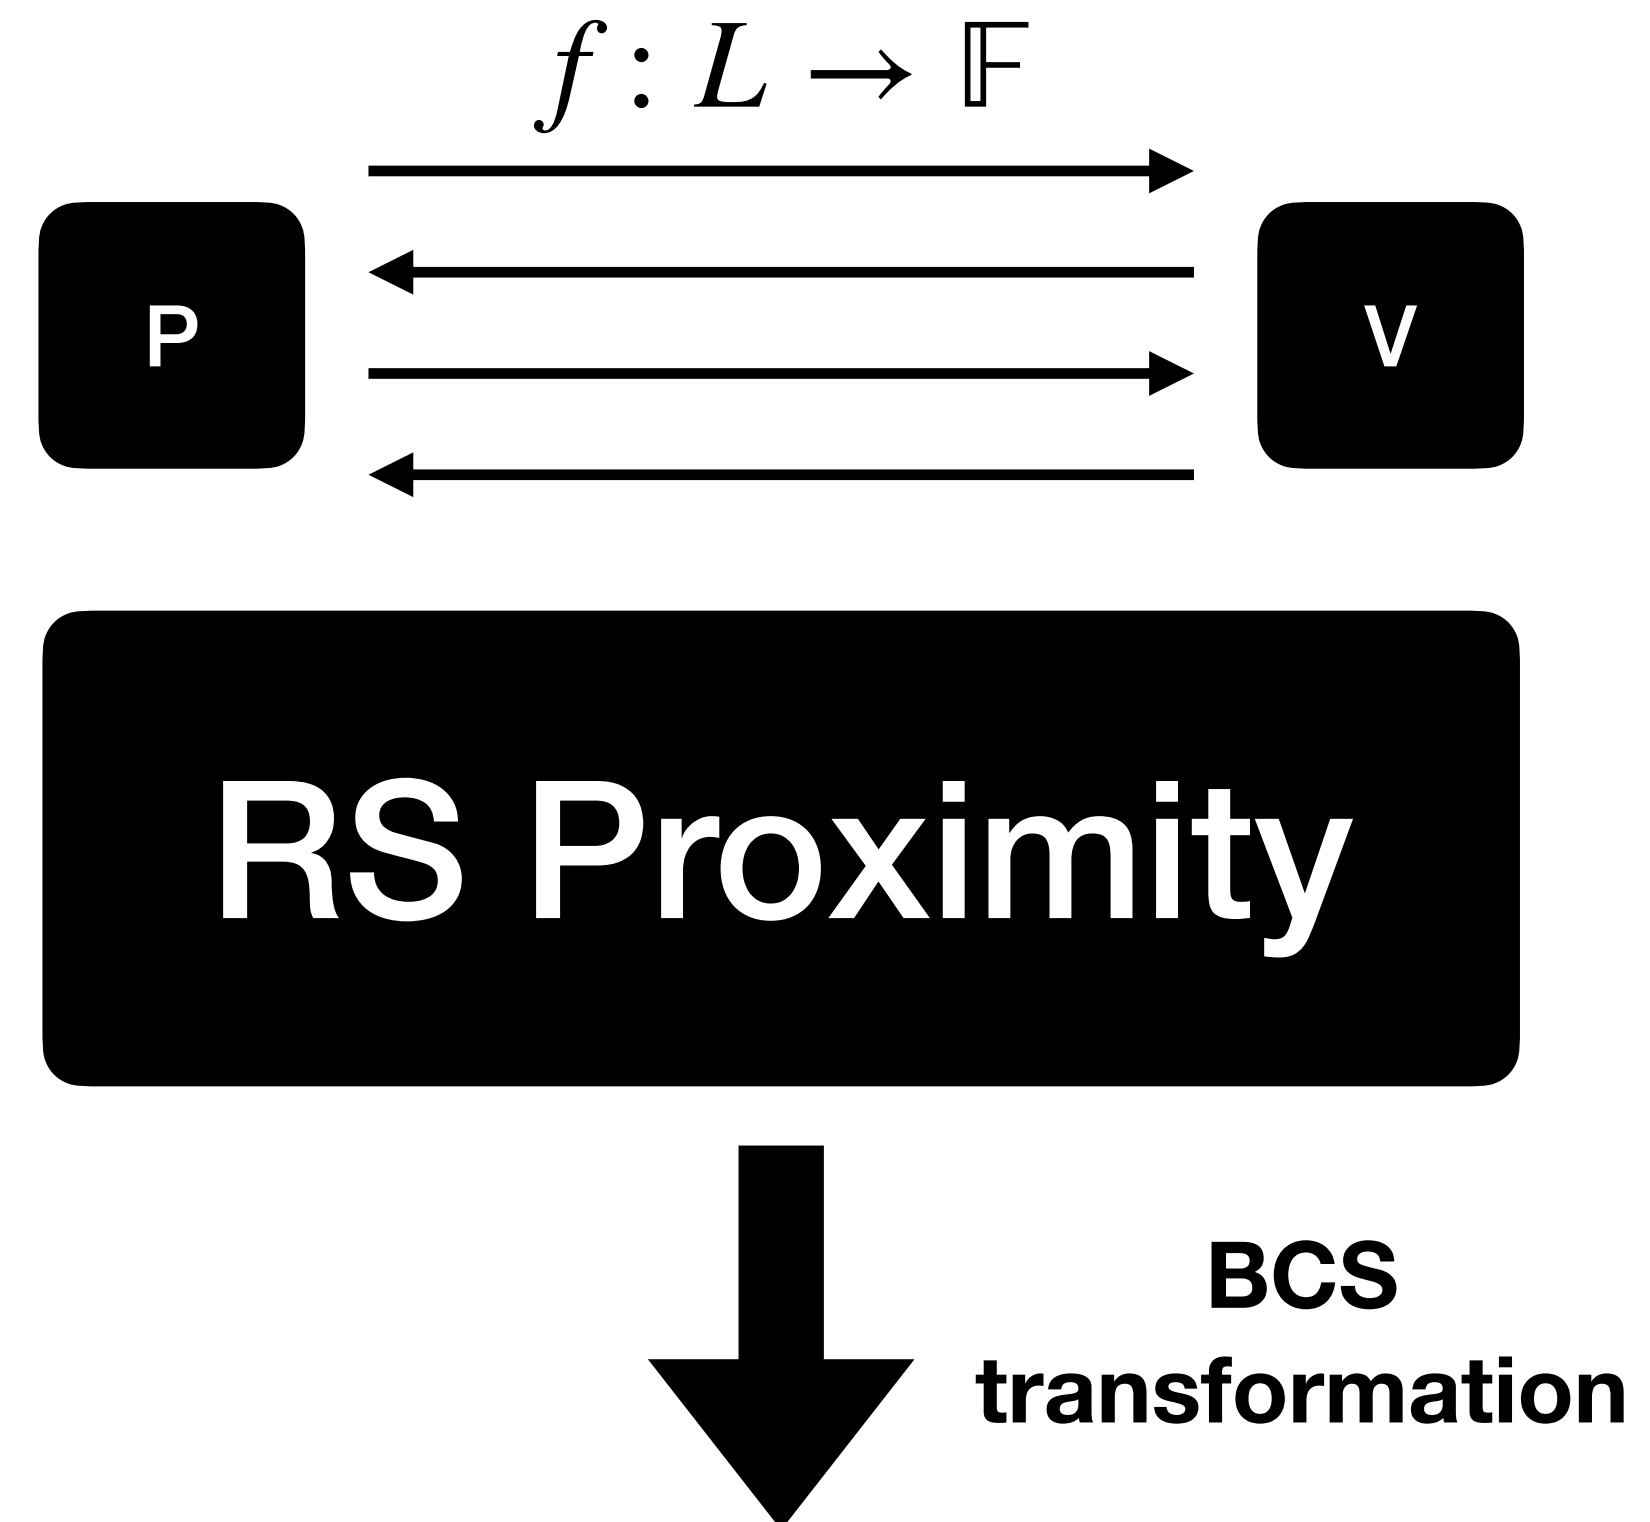 f : L → 𝔽
P
V
RS Proximity
BCS
transformation